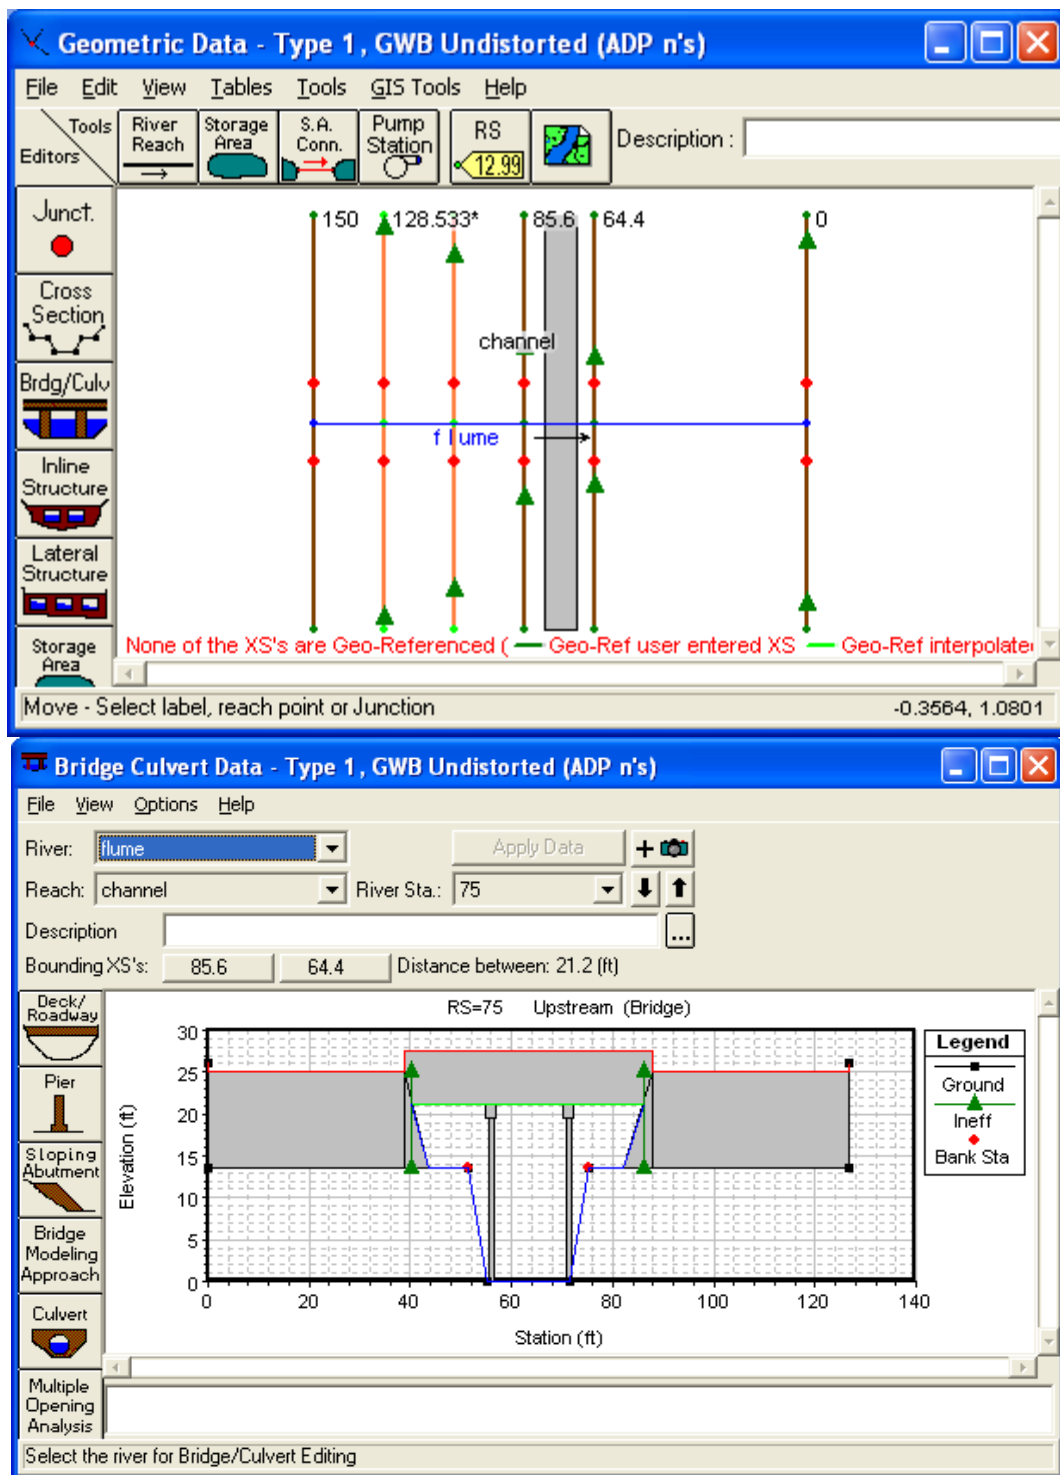 Geometric Data - Type 1, GWB Undistorted (ADP n's)
File Edit View Tables Tools GIS Tools Help
Tools
Editors
River
Reach
Storage
Area
S.A.
Conn.
Pump
Station
RS
12.99
Description :
Junct.
Cross
Section
Brdg/Culv
Inline
Structure
Lateral
Structure
Storage
Area
150 128.533* 85.6 64.4 0
channel
flume
None of the XS's are Geo-Referenced ( Geo-Ref user entered XS Geo-Ref interpolate
Move - Select label, reach point or Junction -0.3564, 1.0801
Bridge Culvert Data - Type 1, GWB Undistorted (ADP n's)
File View Options Help
River: flume Apply Data
Reach: channel River Sta.: 75
Description ...
Bounding XS's: 85.6 64.4 Distance between: 21.2 (ft)
Deck/
Roadway
Pier
Sloping
Abutment
Bridge
Modeling
Approach
Culvert
Multiple
Opening
Analysis
RS=75 Upstream (Bridge)
30
25
20
15
10
5
0
Elevation (ft)
0 20 40 60 80 100 120 140
Station (ft)
Legend
Ground
Ineff
Bank Sta
Select the river for Bridge/Culvert Editing